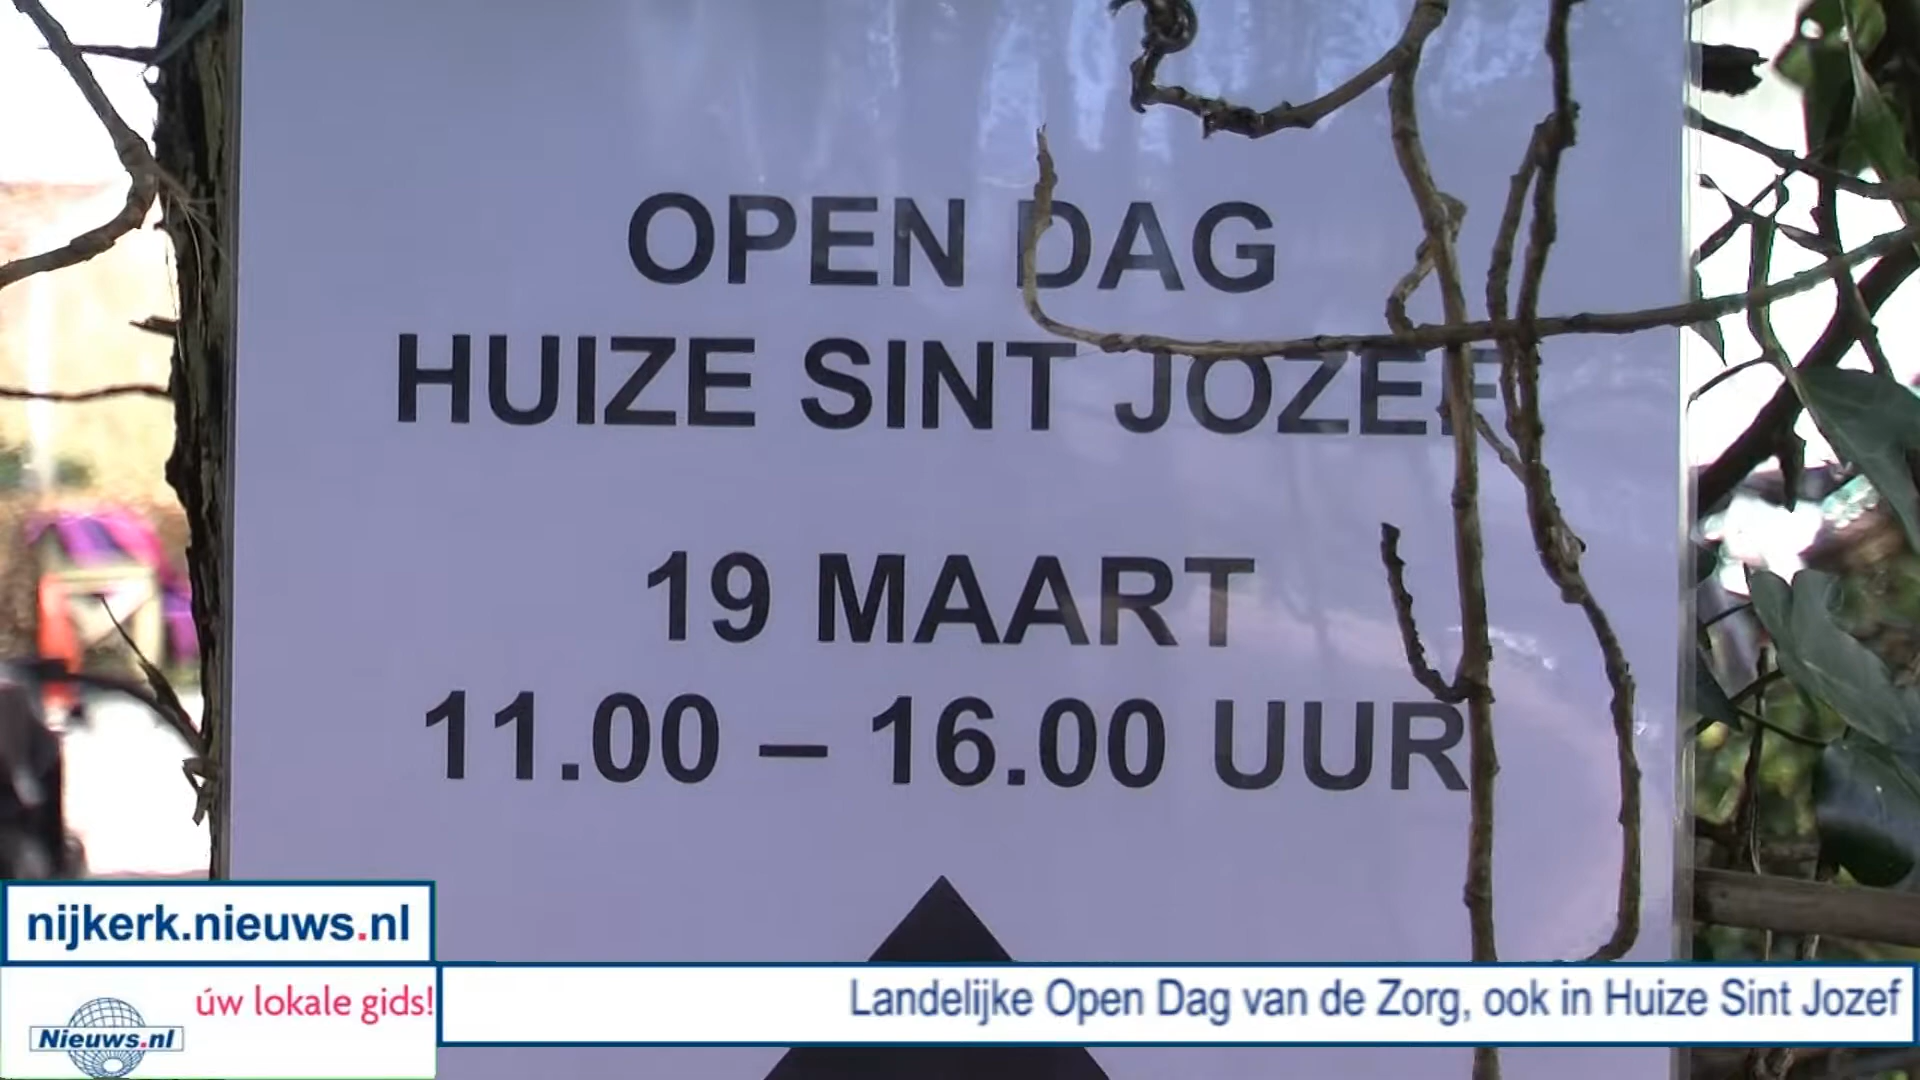 OPEN DAG
HUIZE SINT JOZEF
19 MAART
11.00 – 16.00 UUR
nijkerk.nieuws.nl
úw lokale gids!
Nieuws.nl
Landelijke Open Dag van de Zorg, ook in Huize Sint Jozef